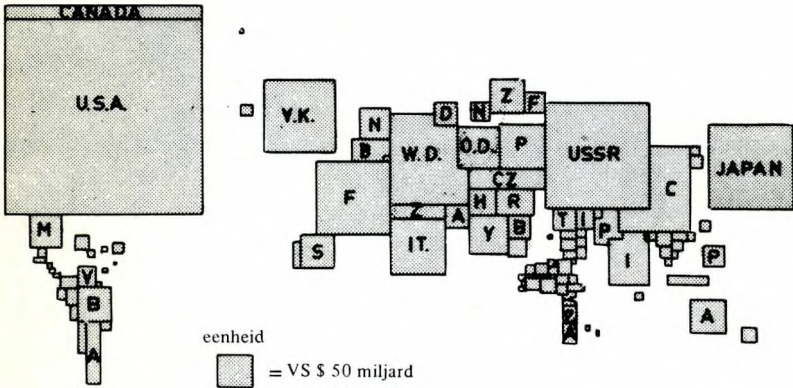 CANADA
U.S.A.
M
V
B
A
V.K.
N
B
F
S
D
W.D.
Z
IT.
N
Z
F
O.D.
P
CZ
A
H
R
Y
B
USSR
T
I
P
I
C
JAPAN
P
A
Z
A
eenheid
= VS $ 50 miljard